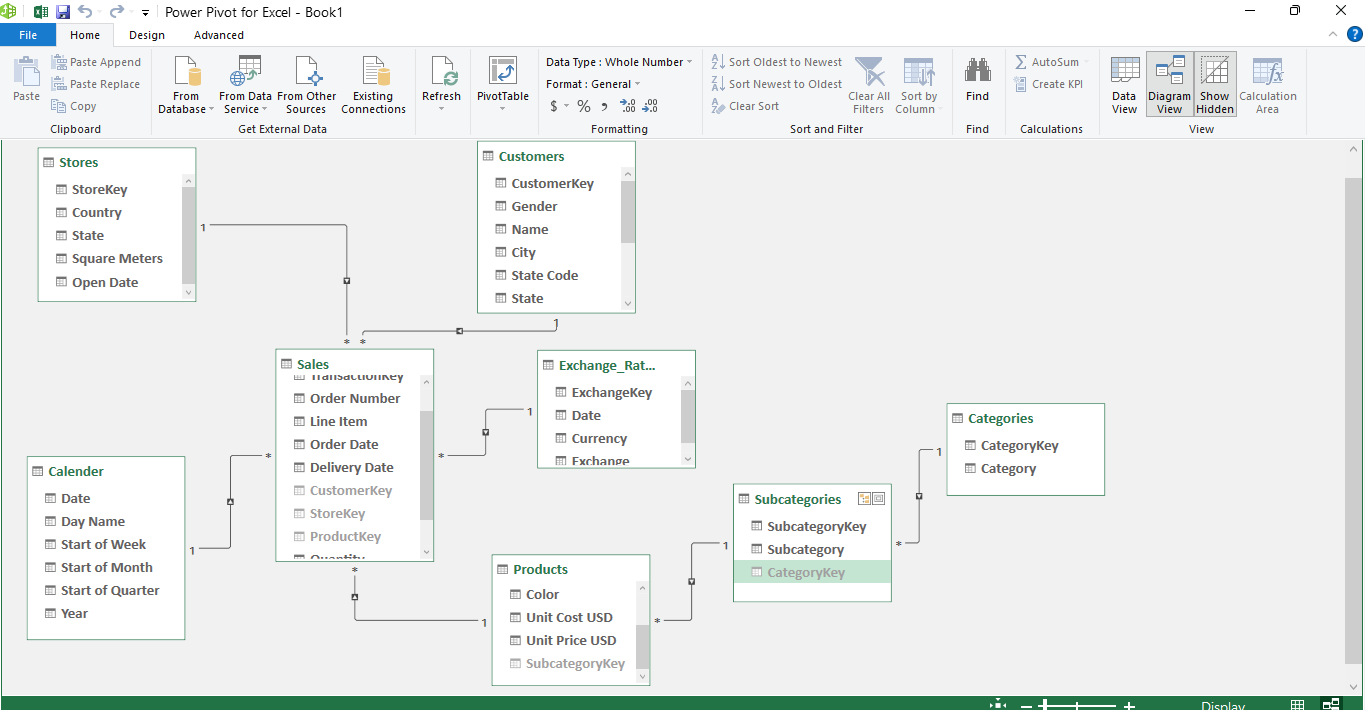 Power Pivot for Excel - Book1
File Home Design Advanced
Paste
Paste Append
Paste Replace
Copy
Clipboard
From Database
From Data Service
From Other Sources
Existing Connections
Get External Data
Refresh
PivotTable
Data Type : Whole Number
Format : General
$ % , .00 .00
Formatting
Sort Oldest to Newest
Sort Newest to Oldest
Clear Sort
Clear All Filters
Sort by Column
Sort and Filter
Find
Find
AutoSum
Create KPI
Calculations
Data View
Diagram View
Show Hidden
Calculation Area
View
Stores
StoreKey
Country
State
Square Meters
Open Date
1
Customers
CustomerKey
Gender
Name
City
State Code
State
1
* *
Sales
TransactionKey
Order Number
Line Item
Order Date
Delivery Date
CustomerKey
StoreKey
ProductKey
Quantity
*
*
*
Exchange_Rat...
ExchangeKey
Date
Currency
Exchange
1
Calender
Date
Day Name
Start of Week
Start of Month
Start of Quarter
Year
1
Products
Color
Unit Cost USD
Unit Price USD
SubcategoryKey
1
*
Subcategories
SubcategoryKey
Subcategory
CategoryKey
1
*
Categories
CategoryKey
Category
1
Display